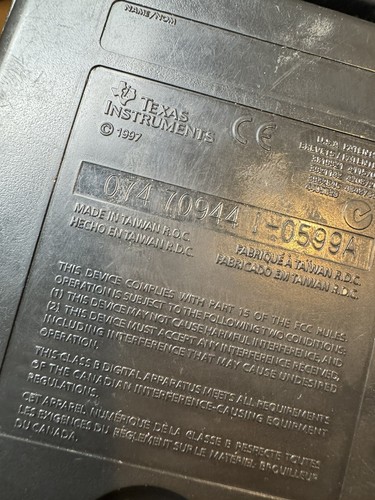 NAME/NOM
TEXAS
INSTRUMENTS
© 1997
CE
U.S.A. PATENT
074 70944 I-0599A
MADE IN TAIWAN R.O.C.
HECHO EN TAIWAN R.D.C.
FABRIQUÉ À TAIWAN R.D.C.
FABRICADO EM TAIWAN R.D.C.
THIS DEVICE COMPLIES WITH PART 15 OF THE FCC RULES.
OPERATION IS SUBJECT TO THE FOLLOWING TWO CONDITIONS:
(1) THIS DEVICE MAY NOT CAUSE HARMFUL INTERFERENCE, AND
(2) THIS DEVICE MUST ACCEPT ANY INTERFERENCE RECEIVED,
INCLUDING INTERFERENCE THAT MAY CAUSE UNDESIRED
OPERATION.
THIS CLASS B DIGITAL APPARATUS MEETS ALL REQUIREMENTS
OF THE CANADIAN INTERFERENCE-CAUSING EQUIPMENT
REGULATIONS.
CET APPAREIL NUMÉRIQUE DE LA CLASSE B RESPECTE TOUTES
LES EXIGENCES DU REGLEMENT SUR LE MATÉRIEL BROUILLEUR
DU CANADA.